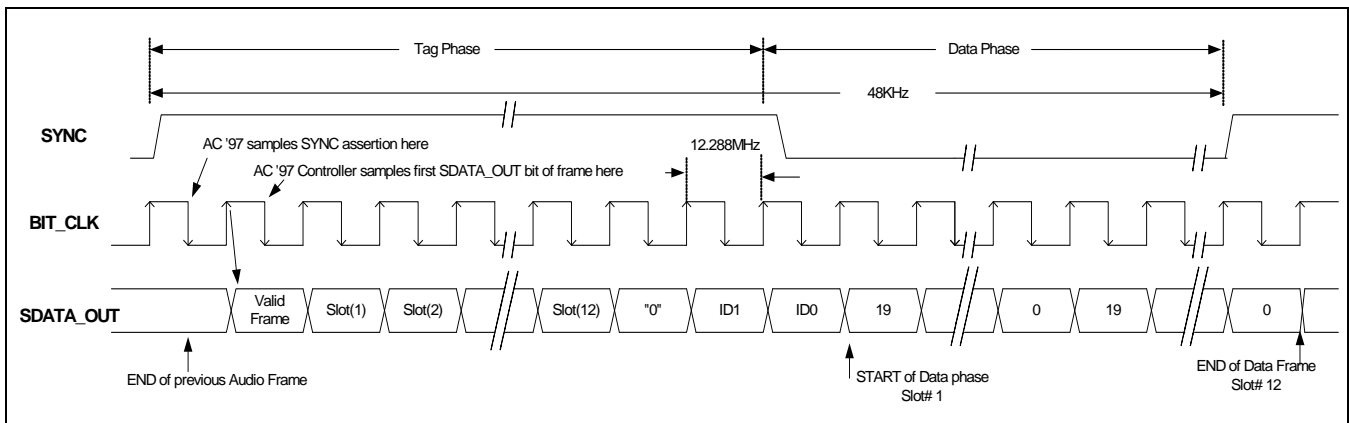 Tag Phase
Data Phase
48KHz
SYNC
AC '97 samples SYNC assertion here
12.288MHz
AC '97 Controller samples first SDATA_OUT bit of frame here
BIT_CLK
SDATA_OUT
Valid
Frame
Slot(1)
Slot(2)
Slot(12)
"0"
ID1
ID0
19
0
19
0
END of previous Audio Frame
START of Data phase
Slot# 1
END of Data Frame
Slot# 12